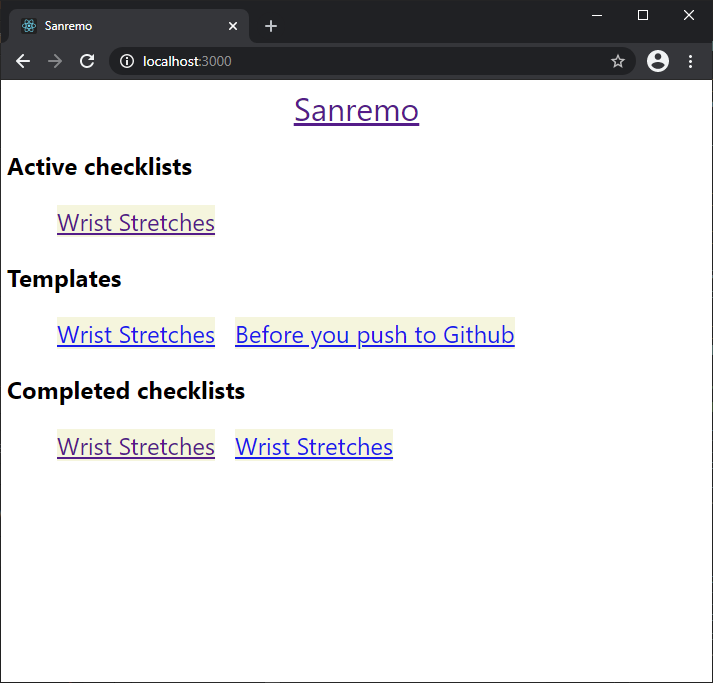 Sanremo
localhost:3000
Sanremo
Active checklists
Wrist Stretches
Templates
Wrist Stretches Before you push to Github
Completed checklists
Wrist Stretches Wrist Stretches